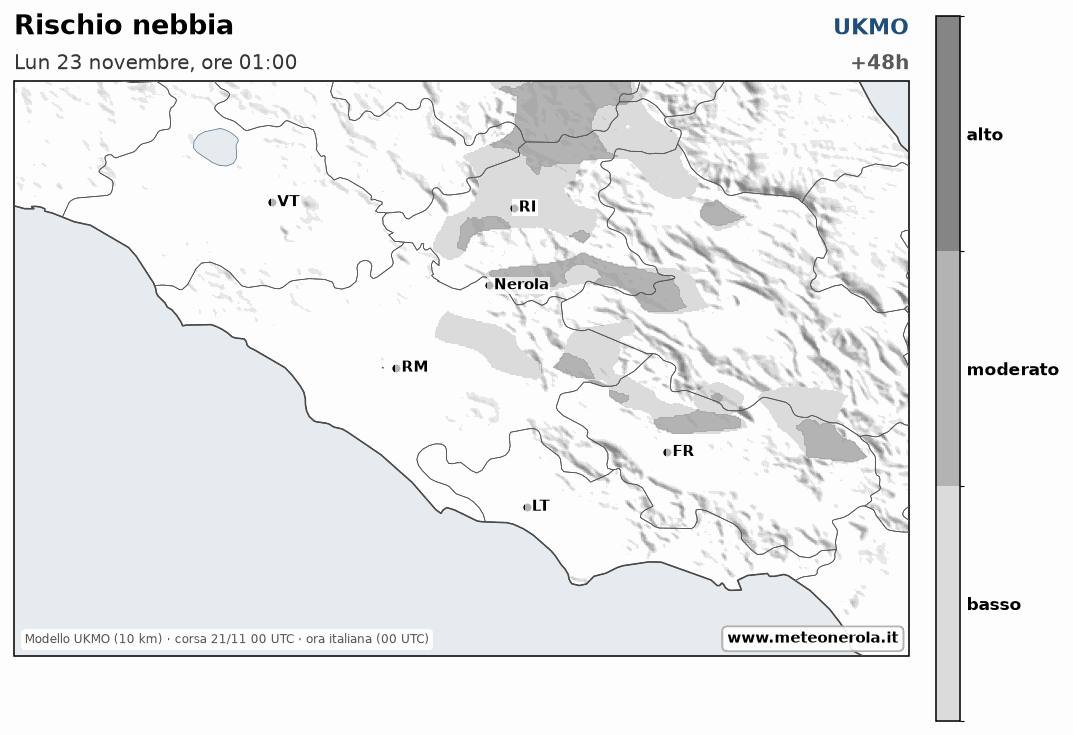 Rischio nebbia
UKMO
Lun 23 novembre, ore 01:00
+48h
alto
VT
RI
Nerola
RM
moderato
FR
LT
basso
Modello UKMO (10 km) · corsa 21/11 00 UTC · ora italiana (00 UTC)
www.meteonerola.it